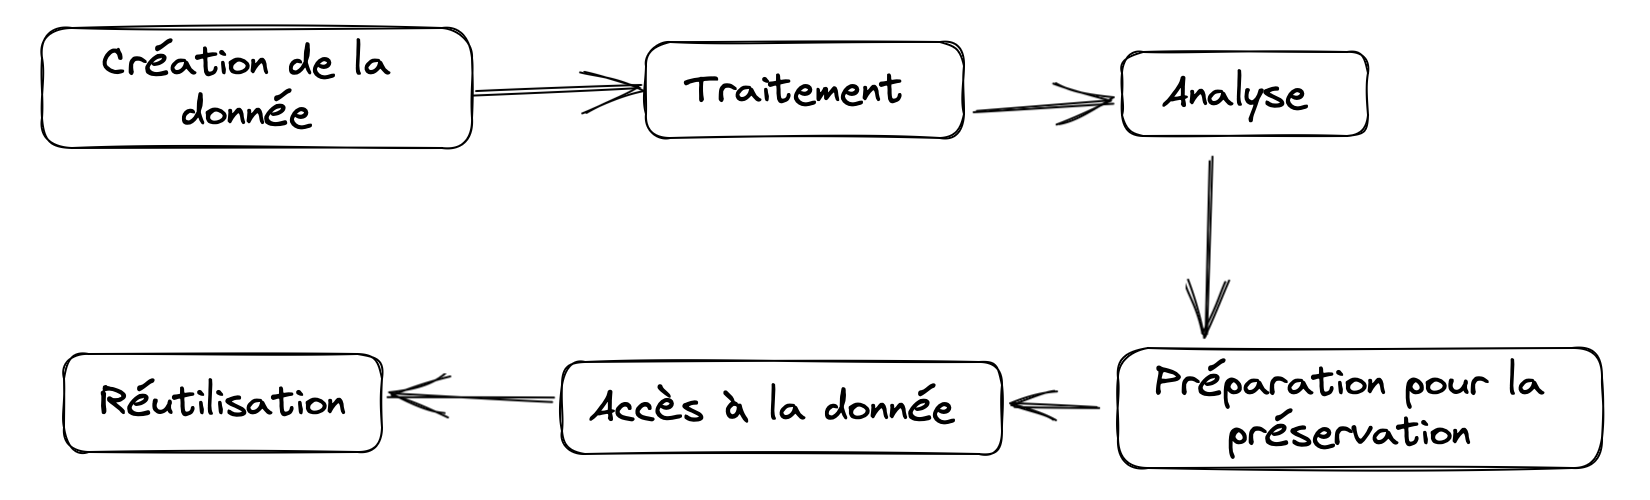 Création de la
donnée
Traitement
Analyse
Préparation pour la
préservation
Accès à la donnée
Réutilisation